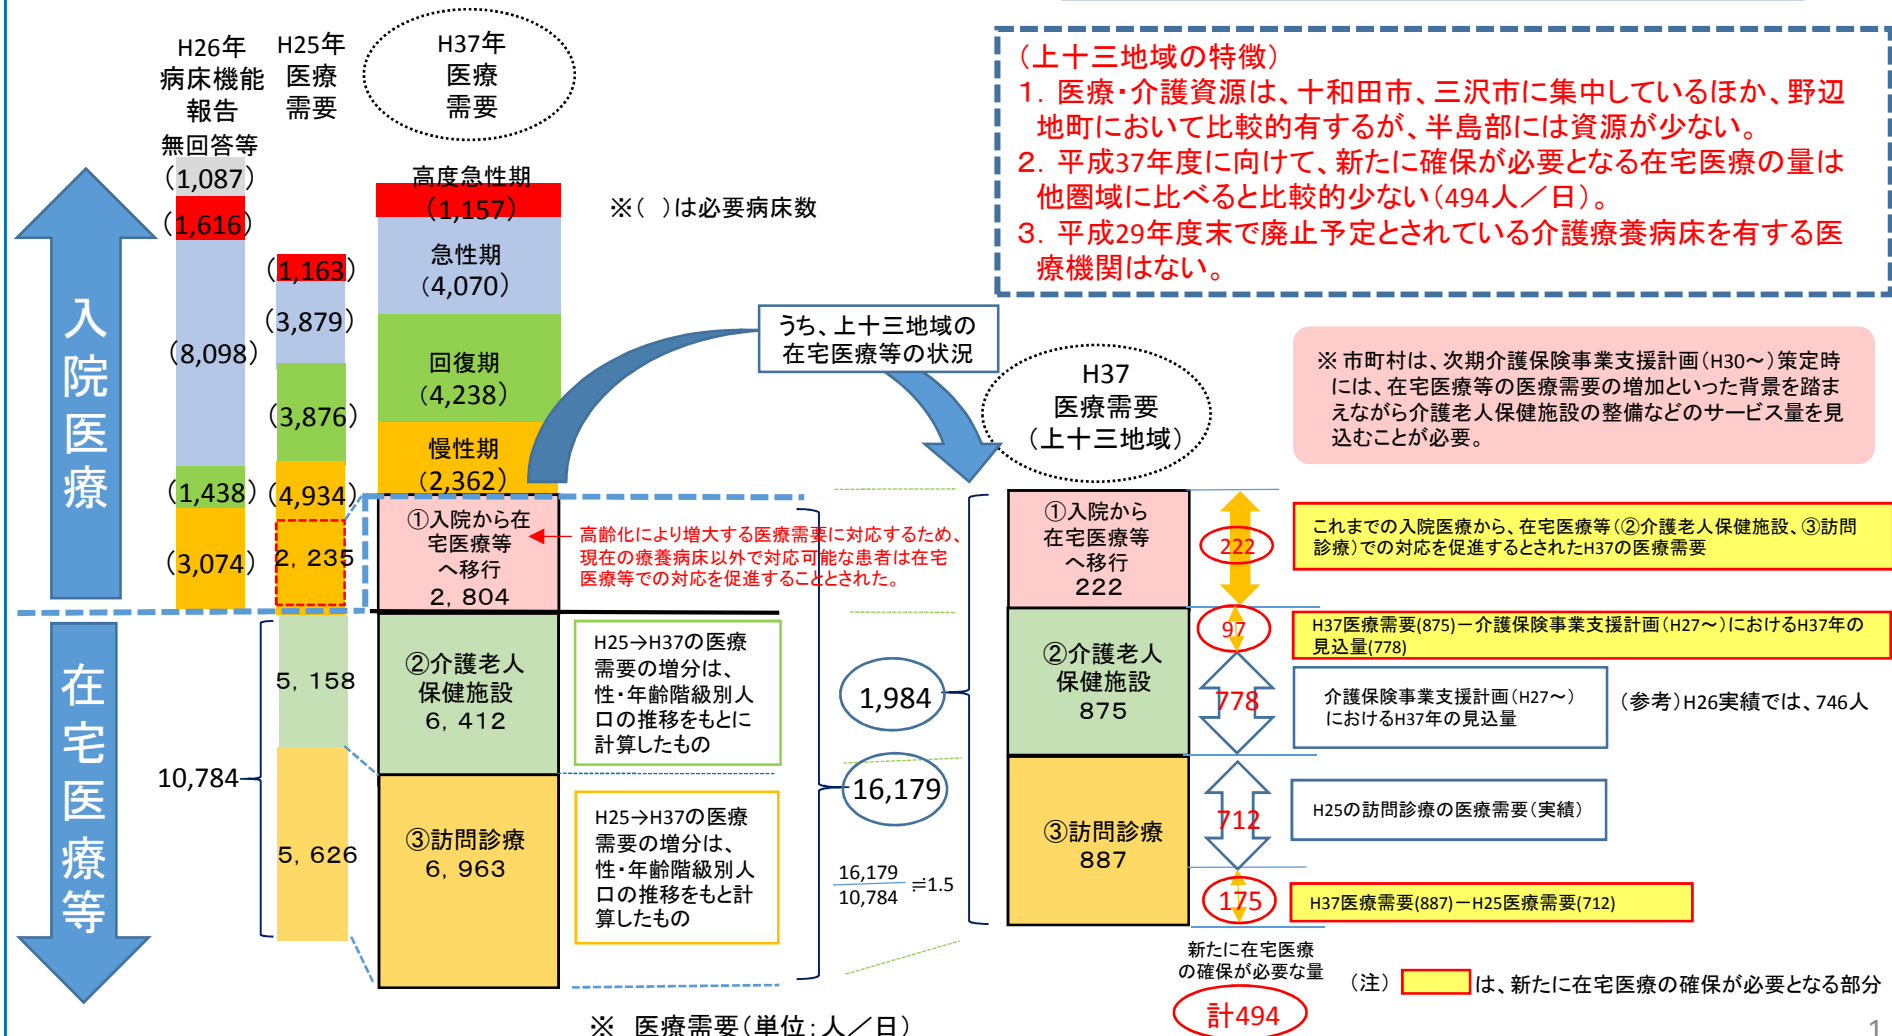 H26年
病床機能
報告
無回答等
(1,087)
(1,616)
(8,098)
(1,438)
(3,074)
H25年
医療
需要
(1,163)
(3,879)
(3,876)
(4,934)
2,235
5,158
5,626
10,784
H37年
医療
需要
高度急性期
(1,157)
急性期
(4,070)
回復期
(4,238)
慢性期
(2,362)
①入院から在
宅医療等
へ移行
2,804
②介護老人
保健施設
6,412
③訪問診療
6,963
入院医療
在宅医療等
※( )は必要病床数
(上十三地域の特徴)
1. 医療・介護資源は、十和田市、三沢市に集中しているほか、野辺
地町において比較的有するが、半島部には資源が少ない。
2. 平成37年度に向けて、新たに確保が必要となる在宅医療の量は
他圏域に比べると比較的少ない(494人/日)。
3. 平成29年度末で廃止予定とされている介護療養病床を有する医
療機関はない。
うち、上十三地域の
在宅医療等の状況
※ 市町村は、次期介護保険事業支援計画(H30~)策定時
には、在宅医療等の医療需要の増加といった背景を踏ま
えながら介護老人保健施設の整備などのサービス量を見
込むことが必要。
高齢化により増大する医療需要に対応するため、
現在の療養病床以外で対応可能な患者は在宅
医療等での対応を促進することとされた。
H25→H37の医療
需要の増分は、
性・年齢階級別人
口の推移をもとに
計算したもの
H25→H37の医療
需要の増分は、
性・年齢階級別人
口の推移をもと計
算したもの
1,984
16,179
16,179
10,784
≓1.5
H37
医療需要
(上十三地域)
①入院から
在宅医療等
へ移行
222
②介護老人
保健施設
875
③訪問診療
887
222
97
778
712
175
これまでの入院医療から、在宅医療等(②介護老人保健施設、③訪問
診療)での対応を促進するとされたH37の医療需要
H37医療需要(875)-介護保険事業支援計画(H27~)におけるH37年の
見込量(778)
介護保険事業支援計画(H27~)
におけるH37年の見込量
(参考)H26実績では、746人
H25の訪問診療の医療需要(実績)
H37医療需要(887)-H25医療需要(712)
新たに在宅医療
の確保が必要な量
計494
(注) は、新たに在宅医療の確保が必要となる部分
※ 医療需要(単位:人/日)
1